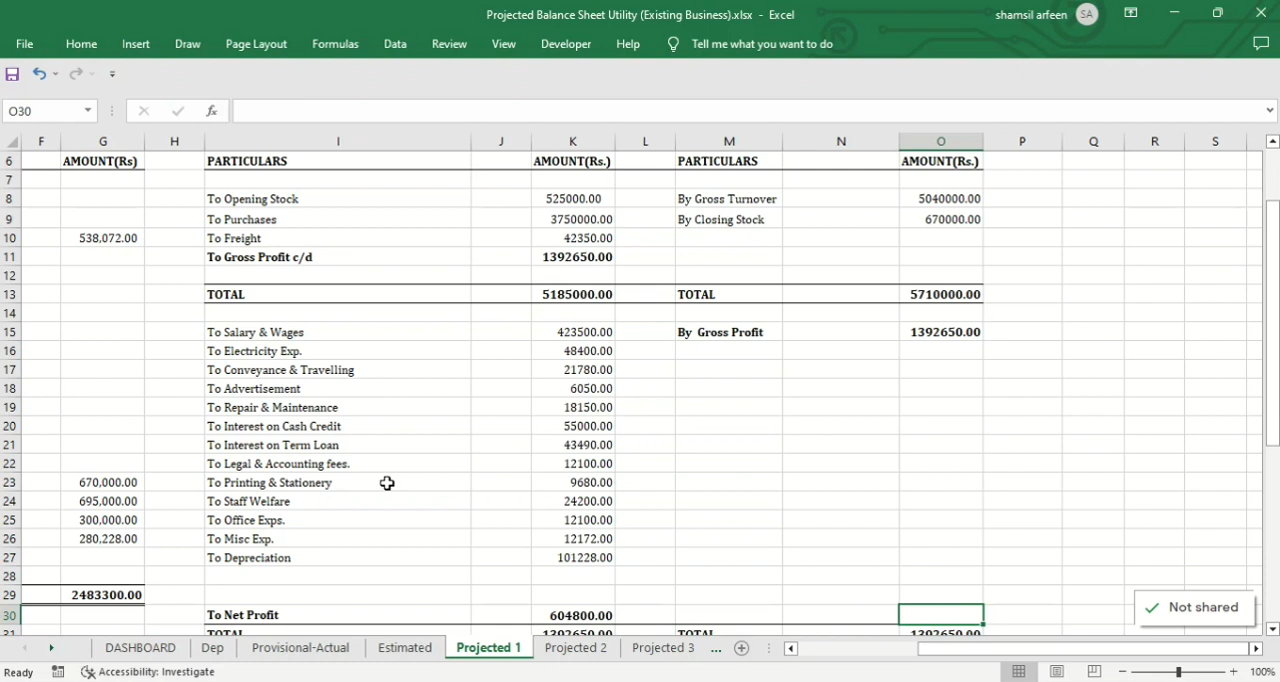 Projected Balance Sheet Utility (Existing Business).xlsx - Excel
shamsil arfeen SA
File Home Insert Draw Page Layout Formulas Data Review View Developer Help Tell me what you want to do
O30 fx
F G H I J K L M N O P Q R S
6 AMOUNT(Rs) PARTICULARS AMOUNT(Rs.) PARTICULARS AMOUNT(Rs.)
7
8 To Opening Stock 525000.00 By Gross Turnover 5040000.00
9 To Purchases 3750000.00 By Closing Stock 670000.00
10 538,072.00 To Freight 42350.00
11 To Gross Profit c/d 1392650.00
12
13 TOTAL 5185000.00 TOTAL 5710000.00
14
15 To Salary & Wages 423500.00 By Gross Profit 1392650.00
16 To Electricity Exp. 48400.00
17 To Conveyance & Travelling 21780.00
18 To Advertisement 6050.00
19 To Repair & Maintenance 18150.00
20 To Interest on Cash Credit 55000.00
21 To Interest on Term Loan 43490.00
22 To Legal & Accounting fees. 12100.00
23 670,000.00 To Printing & Stationery 9680.00
24 695,000.00 To Staff Welfare 24200.00
25 300,000.00 To Office Exps. 12100.00
26 280,228.00 To Misc Exp. 12172.00
27 To Depreciation 101228.00
28
29 2483300.00
Not shared
30 To Net Profit 604800.00
31 TOTAL 1392650.00 TOTAL 1392650.00
DASHBOARD Dep Provisional-Actual Estimated Projected 1 Projected 2 Projected 3 ...
Ready Accessibility: Investigate 100%